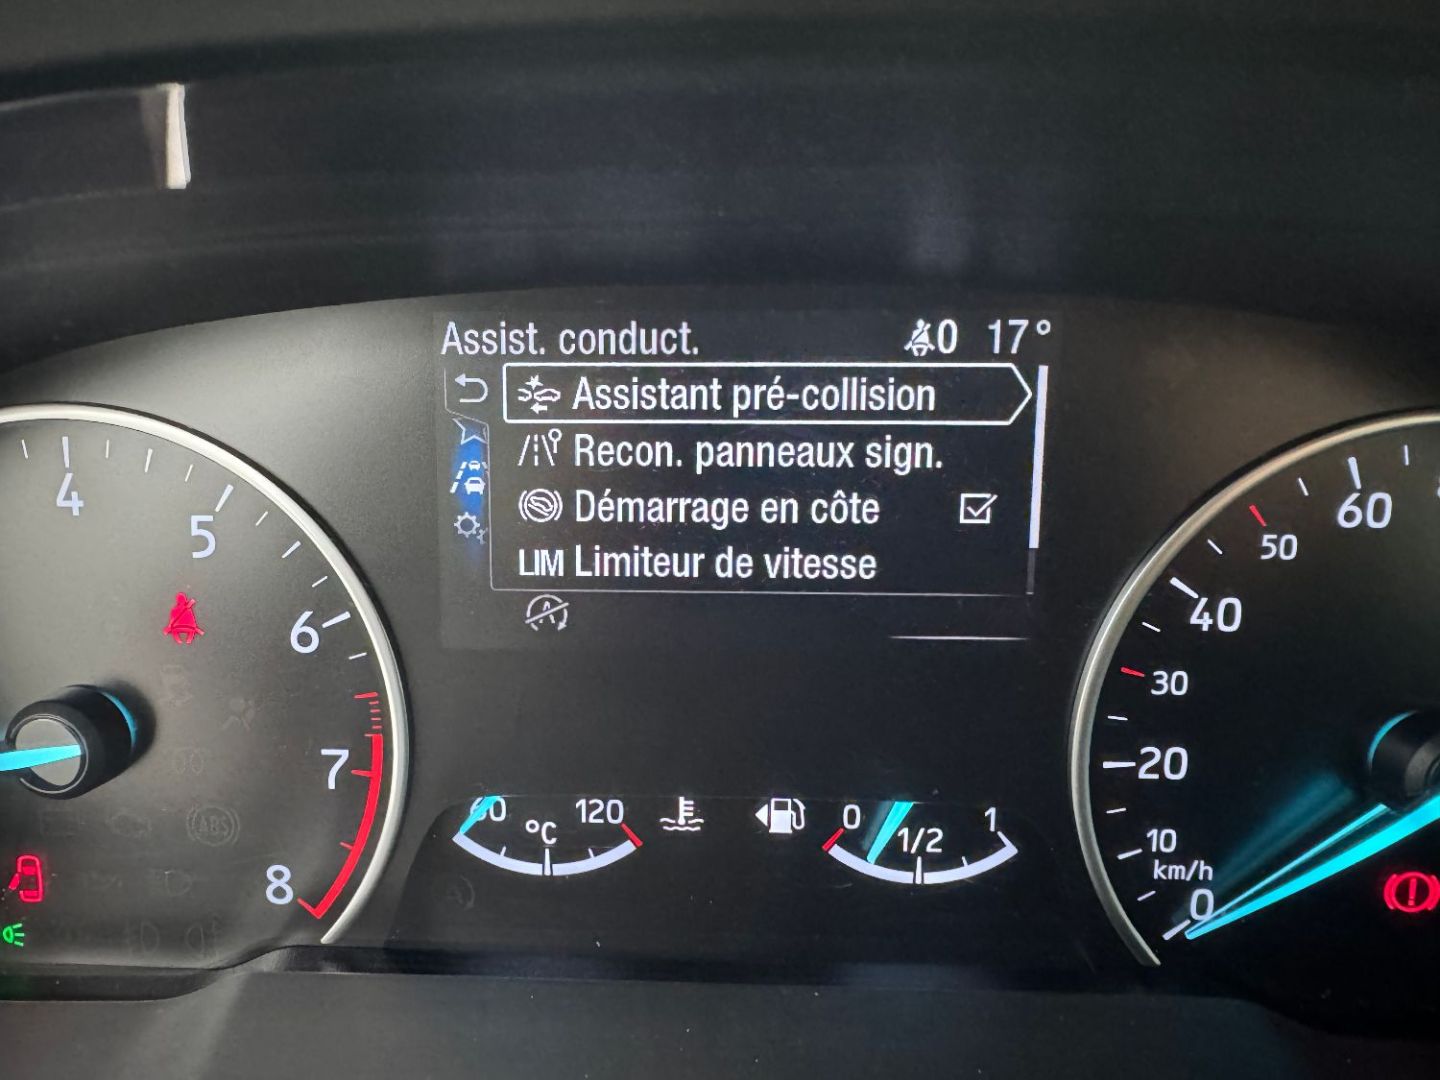 Assist. conduct. 0 17°
Assistant pré-collision
Recon. panneaux sign.
Démarrage en côte
LIM Limiteur de vitesse
A
4
5
6
7
8
ABS
°C 120
0 1/2 1
60
50
40
30
20
10
km/h
0